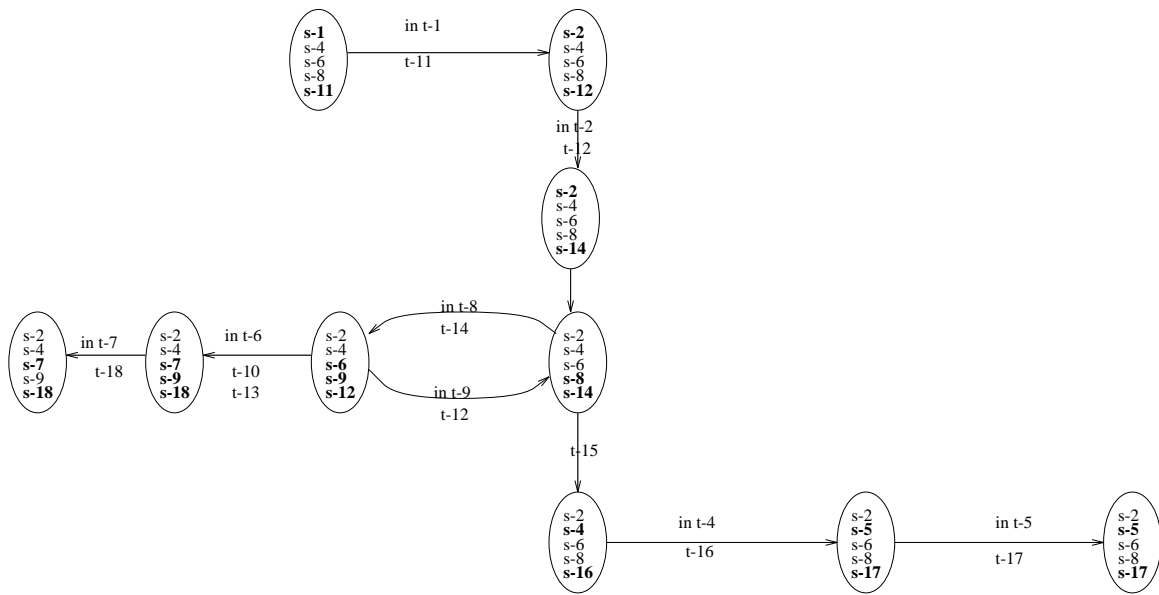 s-1
s-4
s-6
s-8
s-11
in t-1
t-11
s-2
s-4
s-6
s-8
s-12
in t-2
t-12
s-2
s-4
s-6
s-8
s-14
s-2
s-4
s-7
s-9
s-18
in t-7
t-18
s-2
s-4
s-7
s-9
s-18
in t-6
t-10
t-13
s-2
s-4
s-6
s-9
s-12
in t-8
t-14
in t-9
t-12
s-2
s-4
s-6
s-8
s-14
t-15
s-2
s-4
s-6
s-8
s-16
in t-4
t-16
s-2
s-5
s-6
s-8
s-17
in t-5
t-17
s-2
s-5
s-6
s-8
s-17